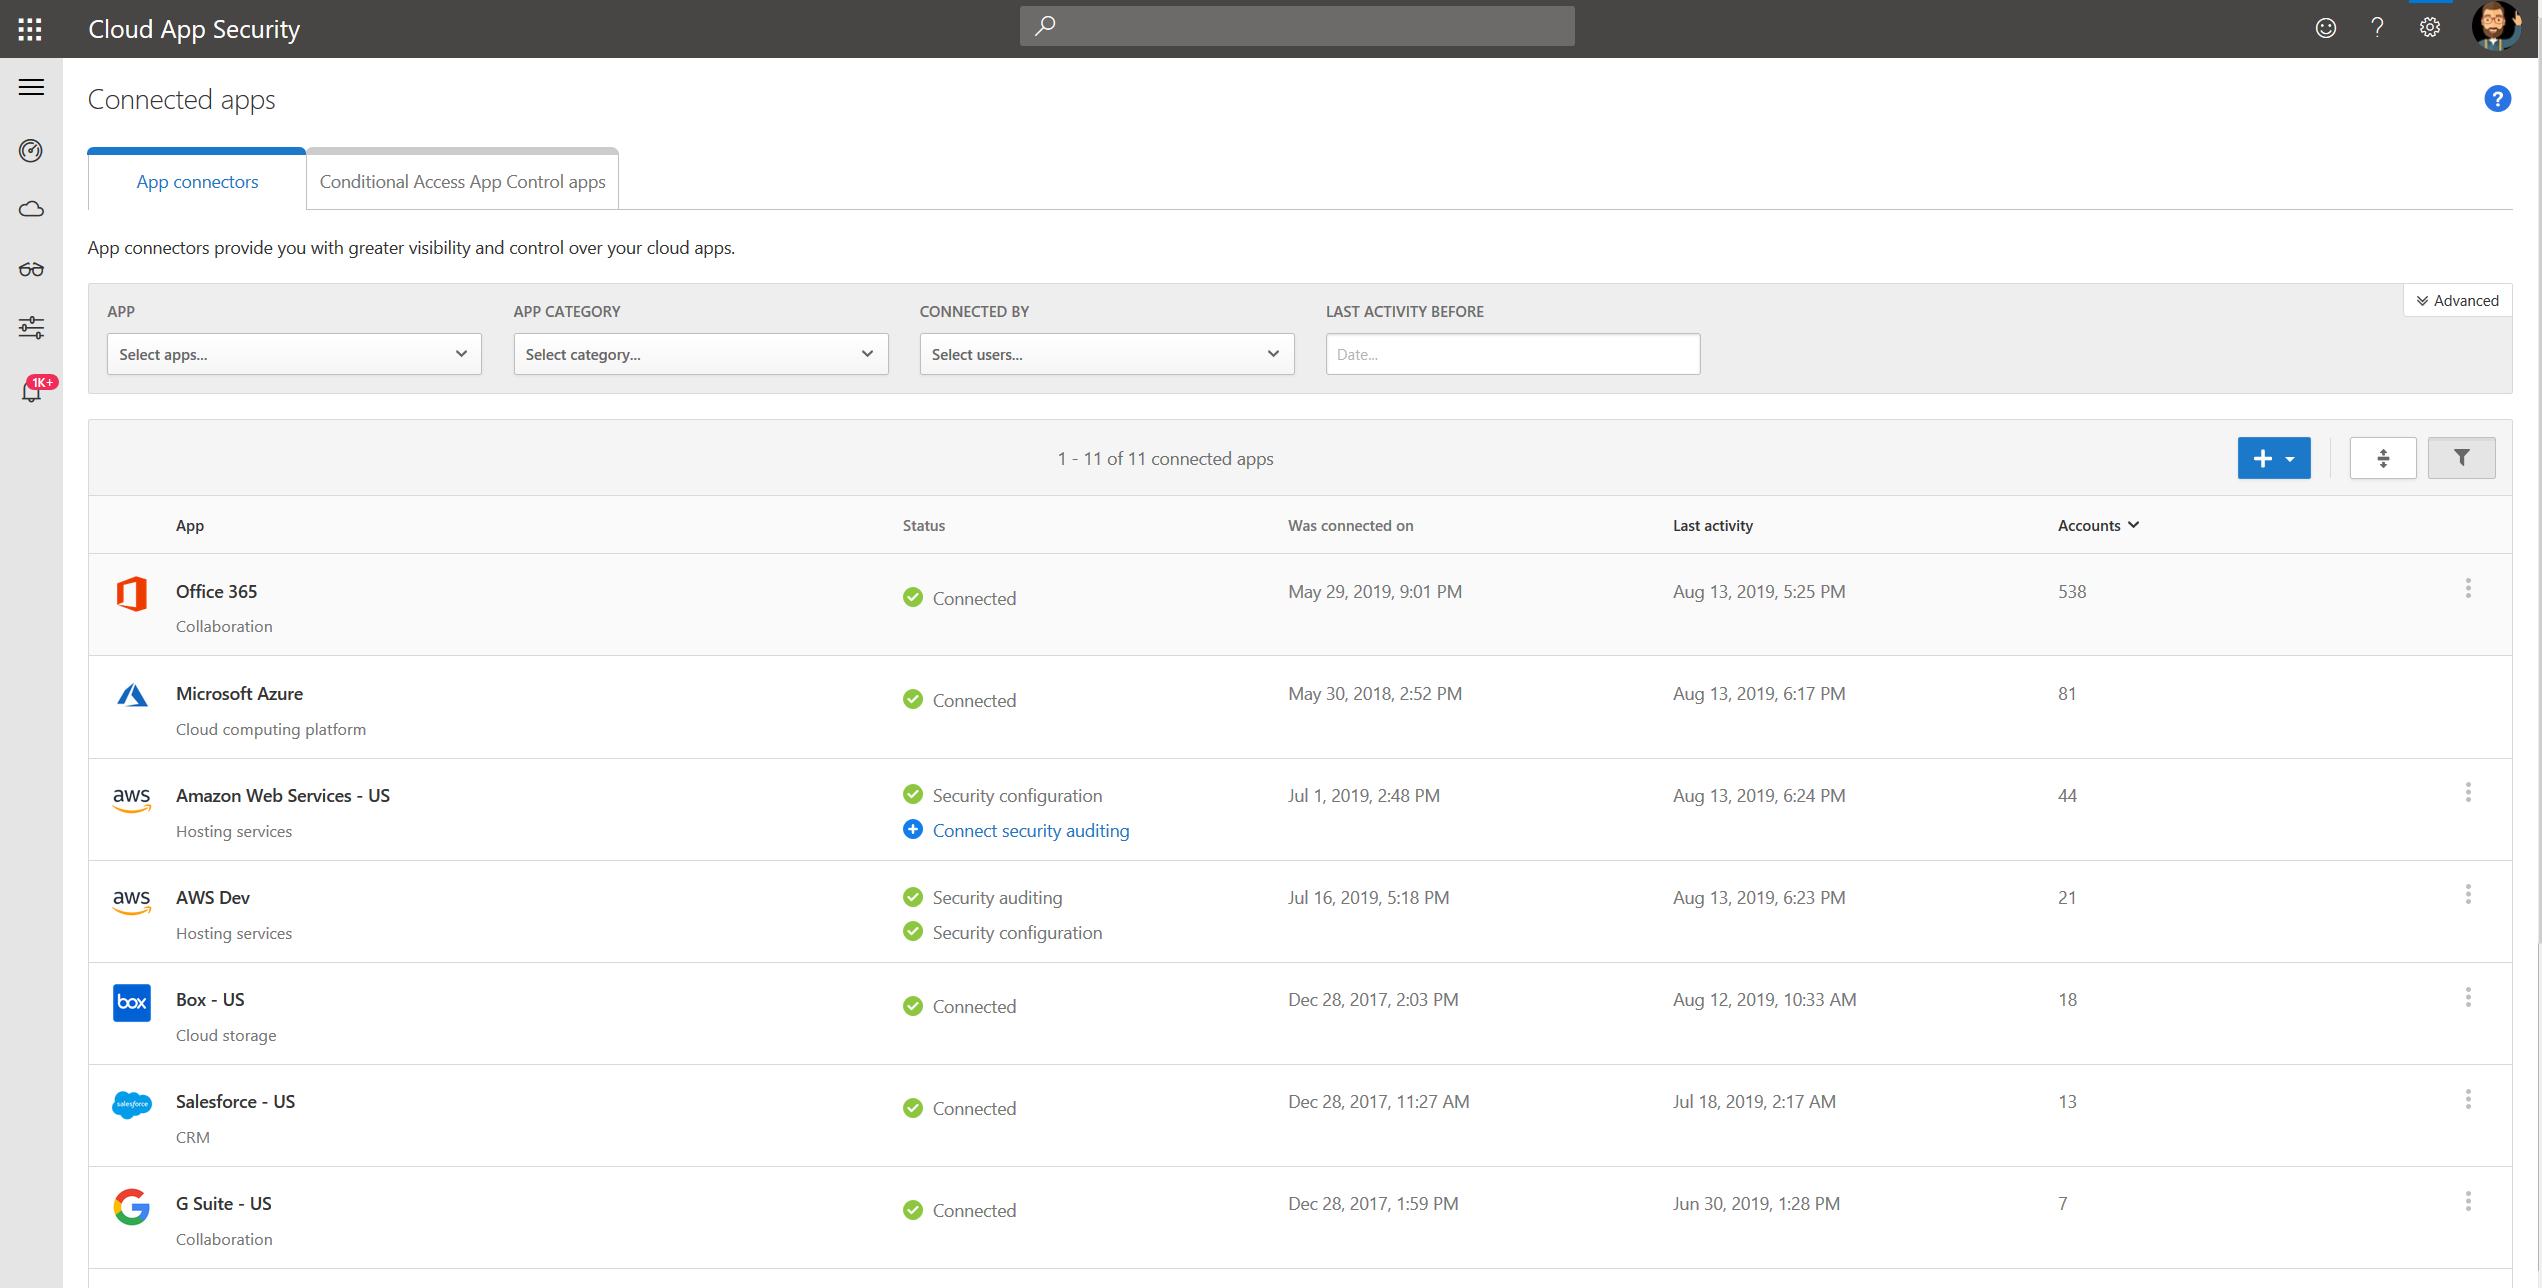 Cloud App Security
Connected apps
?
App connectors
Conditional Access App Control apps
App connectors provide you with greater visibility and control over your cloud apps.
APP
APP CATEGORY
CONNECTED BY
LAST ACTIVITY BEFORE
Advanced
Select apps...
Select category...
Select users...
Date...
1K+
1 - 11 of 11 connected apps
App Status Was connected on Last activity Accounts
Office 365 Connected May 29, 2019, 9:01 PM Aug 13, 2019, 5:25 PM 538
Collaboration
Microsoft Azure Connected May 30, 2018, 2:52 PM Aug 13, 2019, 6:17 PM 81
Cloud computing platform
aws Amazon Web Services - US Security configuration Jul 1, 2019, 2:48 PM Aug 13, 2019, 6:24 PM 44
Hosting services Connect security auditing
aws AWS Dev Security auditing Jul 16, 2019, 5:18 PM Aug 13, 2019, 6:23 PM 21
Hosting services Security configuration
box Box - US Connected Dec 28, 2017, 2:03 PM Aug 12, 2019, 10:33 AM 18
Cloud storage
salesforce Salesforce - US Connected Dec 28, 2017, 11:27 AM Jul 18, 2019, 2:17 AM 13
CRM
G Suite - US Connected Dec 28, 2017, 1:59 PM Jun 30, 2019, 1:28 PM 7
Collaboration